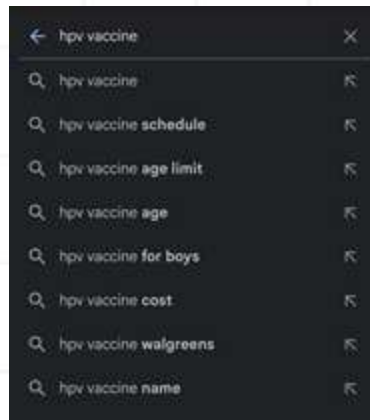 hpv vaccine
hpv vaccine
hpv vaccine schedule
hpv vaccine age limit
hpv vaccine age
hpv vaccine for boys
hpv vaccine cost
hpv vaccine walgreens
hpv vaccine name